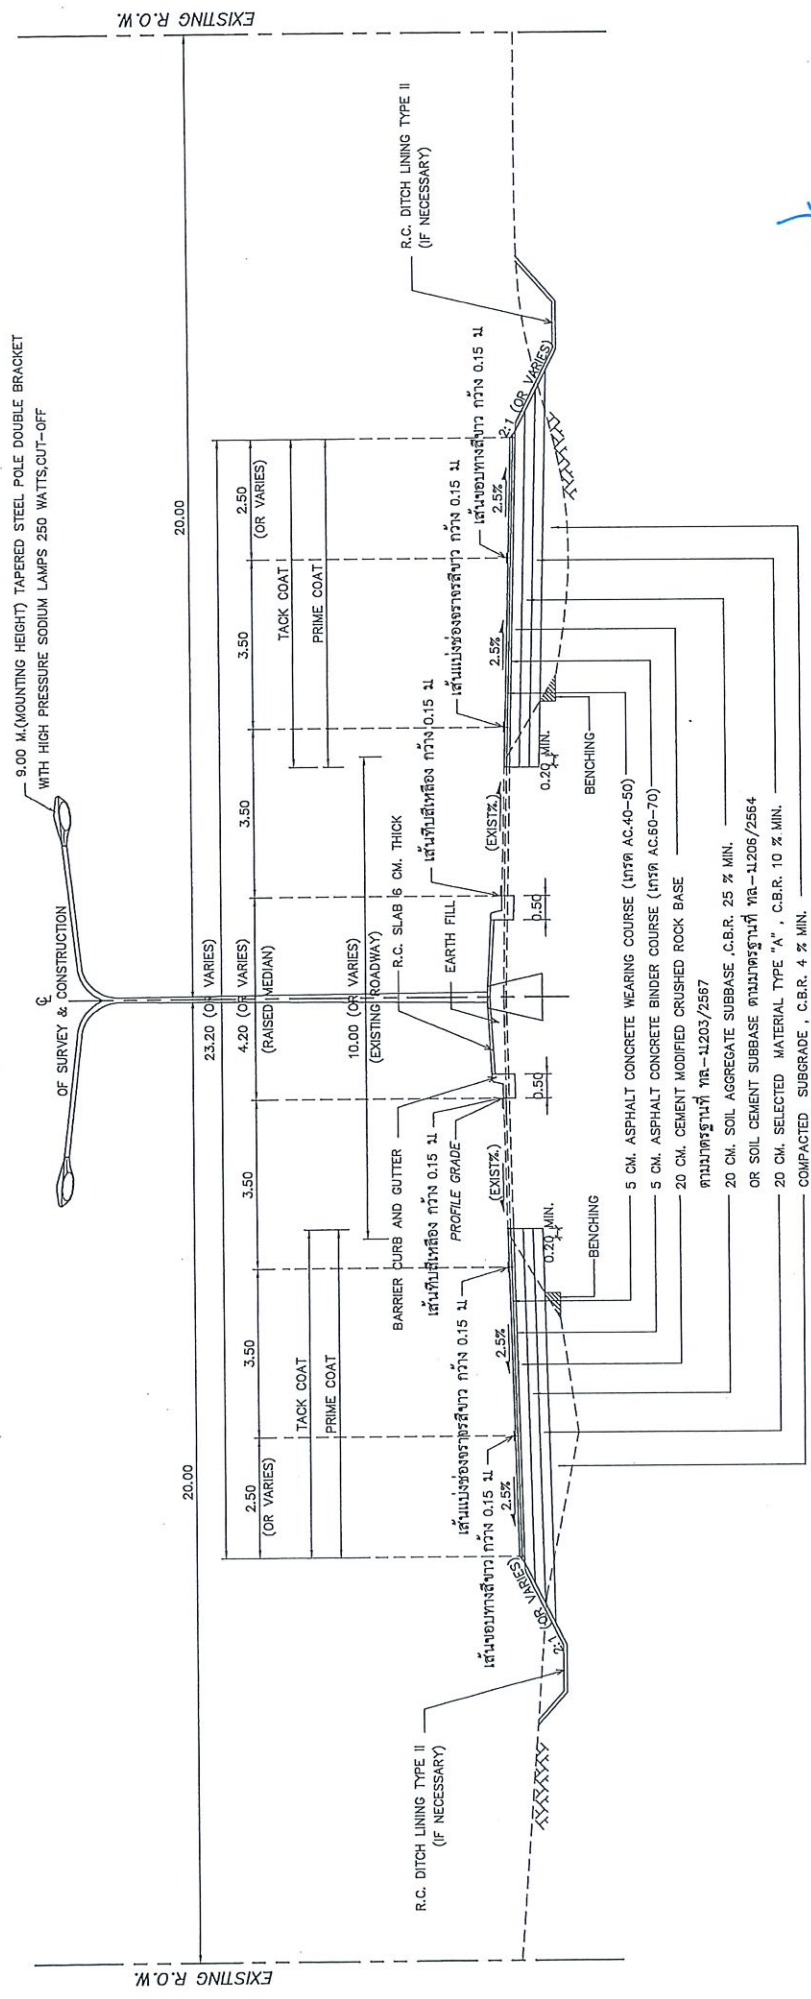 EXISTING R.O.W.
EXISTING R.O.W.
9.00 M.(MOUNTING HEIGHT) TAPERED STEEL POLE DOUBLE BRACKET
WITH HIGH PRESSURE SODIUM LAMPS 250 WATTS,CUT-OFF
℄
OF SURVEY & CONSTRUCTION
20.00
20.00
23.20 (OR VARIES)
2.50
(OR VARIES)
3.50
3.50
4.20 (OR VARIES)
(RAISED MEDIAN)
3.50
3.50
2.50
(OR VARIES)
TACK COAT
PRIME COAT
TACK COAT
PRIME COAT
10.00 (OR VARIES)
(EXISTING ROADWAY)
R.C. DITCH LINING TYPE II
(IF NECESSARY)
R.C. DITCH LINING TYPE II
(IF NECESSARY)
BARRIER CURB AND GUTTER
R.C. SLAB 6 CM. THICK
เส้นทึบสีเหลือง กว้าง 0.15 ม
เส้นทึบสีเหลือง กว้าง 0.15 ม
PROFILE GRADE
EARTH FILL
เส้นแบ่งช่องจราจรสีขาว กว้าง 0.15 ม
เส้นแบ่งช่องจราจรสีขาว กว้าง 0.15 ม
เส้นขอบทางสีขาว กว้าง 0.15 ม
เส้นขอบทางสีขาว กว้าง 0.15 ม
2:1 (OR VARIES)
2.5%
2.5%
(EXIST%.)
(EXIST%.)
2.5%
2.5%
2:1 (OR VARIES)
0.50
0.50
0.20 MIN.
0.20 MIN.
BENCHING
BENCHING
5 CM. ASPHALT CONCRETE WEARING COURSE (เกรด AC.40-50)
5 CM. ASPHALT CONCRETE BINDER COURSE (เกรด AC.60-70)
20 CM. CEMENT MODIFIED CRUSHED ROCK BASE
ตามมาตรฐานที่ ทล-ม203/2567
20 CM. SOIL AGGREGATE SUBBASE ,C.B.R. 25 % MIN.
OR SOIL CEMENT SUBBASE ตามมาตรฐานที่ ทล-ม206/2564
20 CM. SELECTED MATERIAL TYPE "A" , C.B.R. 10 % MIN.
COMPACTED SUBGRADE , C.B.R. 4 % MIN.